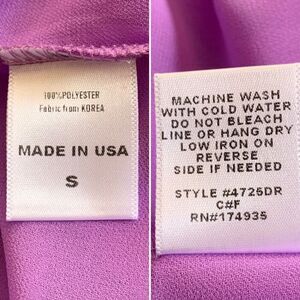 100%POLYESTER
Fabric from KOREA
MADE IN USA
S
MACHINE WASH
WITH COLD WATER
DO NOT BLEACH
LINE OR HANG DRY
LOW IRON ON
REVERSE
SIDE IF NEEDED
STYLE #4726DR
C#F
RN#174935